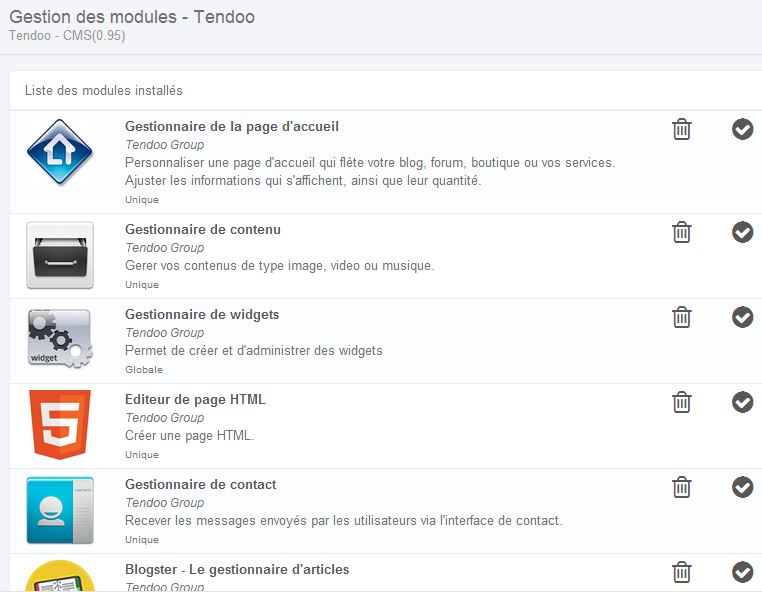 Gestion des modules - Tendoo
Tendoo - CMS(0.95)
Liste des modules installés
Gestionnaire de la page d'accueil
Tendoo Group
Personnaliser une page d'accueil qui flète votre blog, forum, boutique ou vos services.
Ajuster les informations qui s'affichent, ainsi que leur quantité.
Unique
Gestionnaire de contenu
Tendoo Group
Gerer vos contenus de type image, video ou musique.
Unique
Gestionnaire de widgets
Tendoo Group
Permet de créer et d'administrer des widgets
Globale
widget
Editeur de page HTML
Tendoo Group
Créer une page HTML.
Unique
5
Gestionnaire de contact
Tendoo Group
Recever les messages envoyés par les utilisateurs via l'interface de contact.
Unique
CONTACTS
Blogster - Le gestionnaire d'articles
Tendoo Group